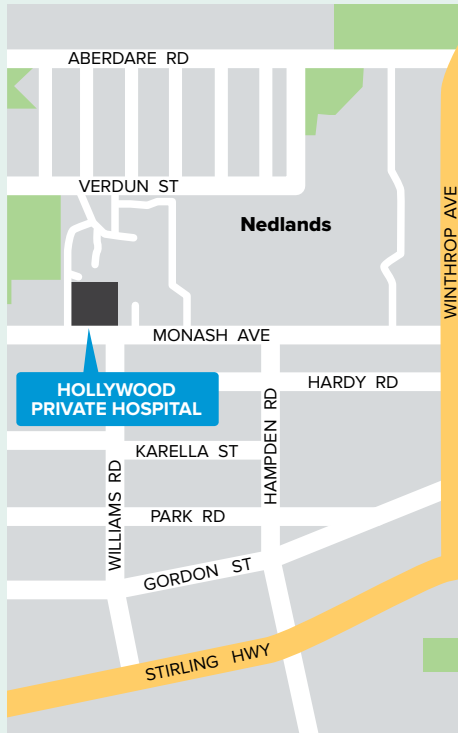 ABERDARE RD
VERDUN ST
Nedlands
WINTHROP AVE
MONASH AVE
HOLLYWOOD
PRIVATE HOSPITAL
HARDY RD
HAMPDEN RD
KARELLA ST
WILLIAMS RD
PARK RD
GORDON ST
STIRLING HWY